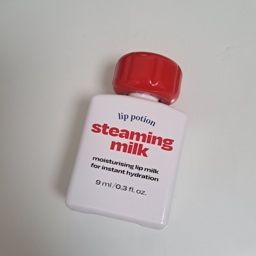 lip potion
steaming
milk
moisturising lip milk
for instant hydration
9 ml/0.3 fl. oz.